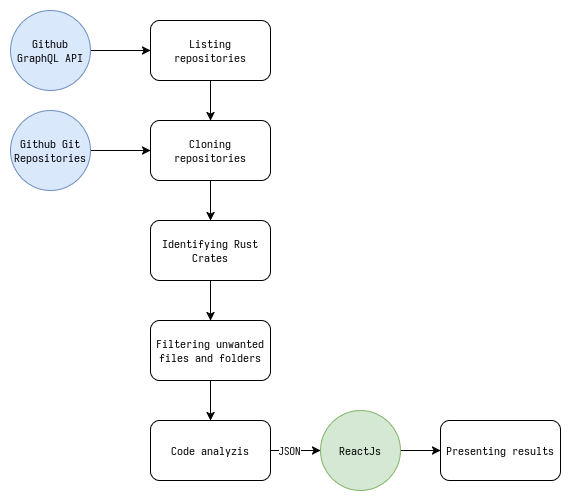 Github
GraphQL API
Listing
repositories
Github Git
Repositories
Cloning
repositories
Identifying Rust
Crates
Filtering unwanted
files and folders
Code analyzis
JSON
ReactJs
Presenting results